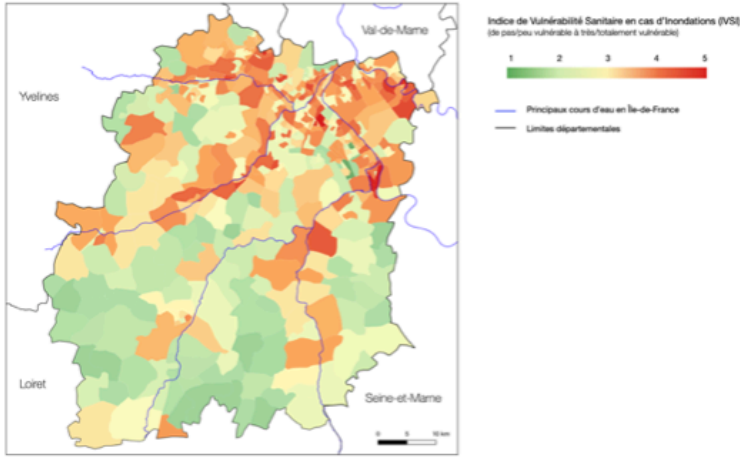 Val-de-Marne
Yvelines
Loiret
Seine-et-Marne
0 5 10 km
Indice de Vulnérabilité Sanitaire en cas d'Inondations (IVSI)
(de pas/peu vulnérable à très/totalement vulnérable)
1 2 3 4 5
Principaux cours d'eau en Île-de-France
Limites départementales